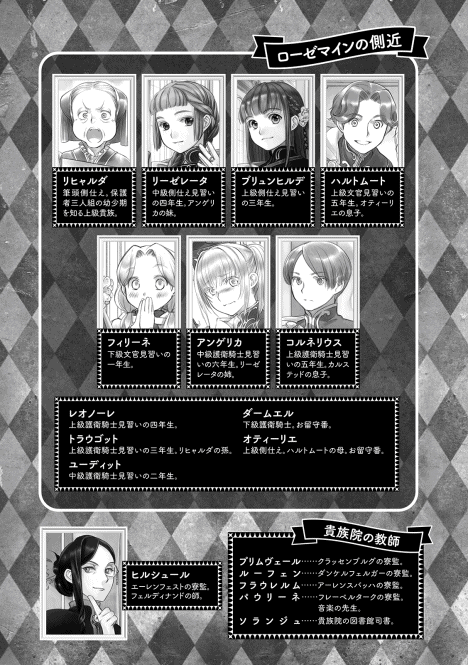 ローゼマインの側近
リヒャルダ
筆頭側仕え。保護
者三人組の幼少期
を知る上級貴族。
リーゼレータ
中級側仕え見習い
の四年生。アンゲリ
カの妹。
ブリュンヒルデ
上級側仕え見習い
の三年生。
ハルトムート
上級文官見習いの
五年生。オティーリ
エの息子。
フィリーネ
下級文官見習いの
一年生。
アンゲリカ
中級護衛騎士見習
いの六年生。リーゼ
レータの姉。
コルネリウス
上級護衛騎士見習
いの五年生。カルス
テッドの息子。
レオノーレ
上級護衛騎士見習いの四年生。
トラウゴット
上級護衛騎士見習いの三年生。リヒャルダの孫。
ユーディット
中級護衛騎士見習いの二年生。
ダームエル
下級護衛騎士。お留守番。
オティーリエ
上級側仕え。ハルトムートの母。お留守番。
ヒルシュール
エーレンフェストの寮監。
フェルディナンドの師。
貴族院の教師
プリムヴェール……クラッセンブルグの寮監。
ルーフェン……ダンケルフェルガーの寮監。
フラウレルム……アーレンスバッハの寮監。
パウリーネ……フレーベルタークの寮監。
音楽の先生。
ソランジュ……貴族院の図書館司書。